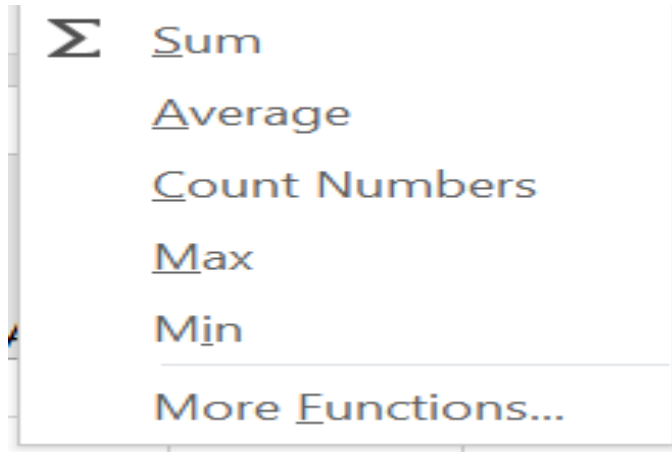 Σ Sum
Average
Count Numbers
Max
Min
More Functions...